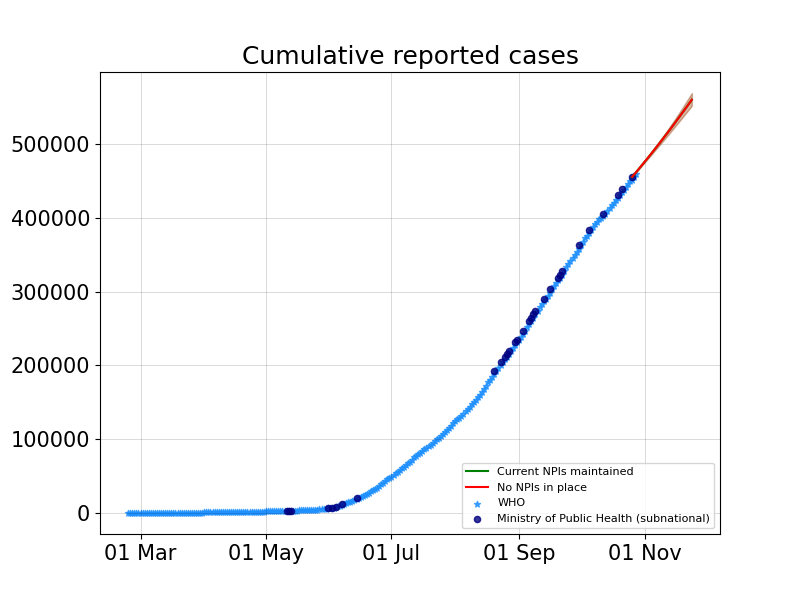 Cumulative reported cases
500000
400000
300000
200000
100000
0
01 Mar
01 May
01 Jul
01 Sep
01 Nov
Current NPIs maintained
No NPIs in place
WHO
Ministry of Public Health (subnational)